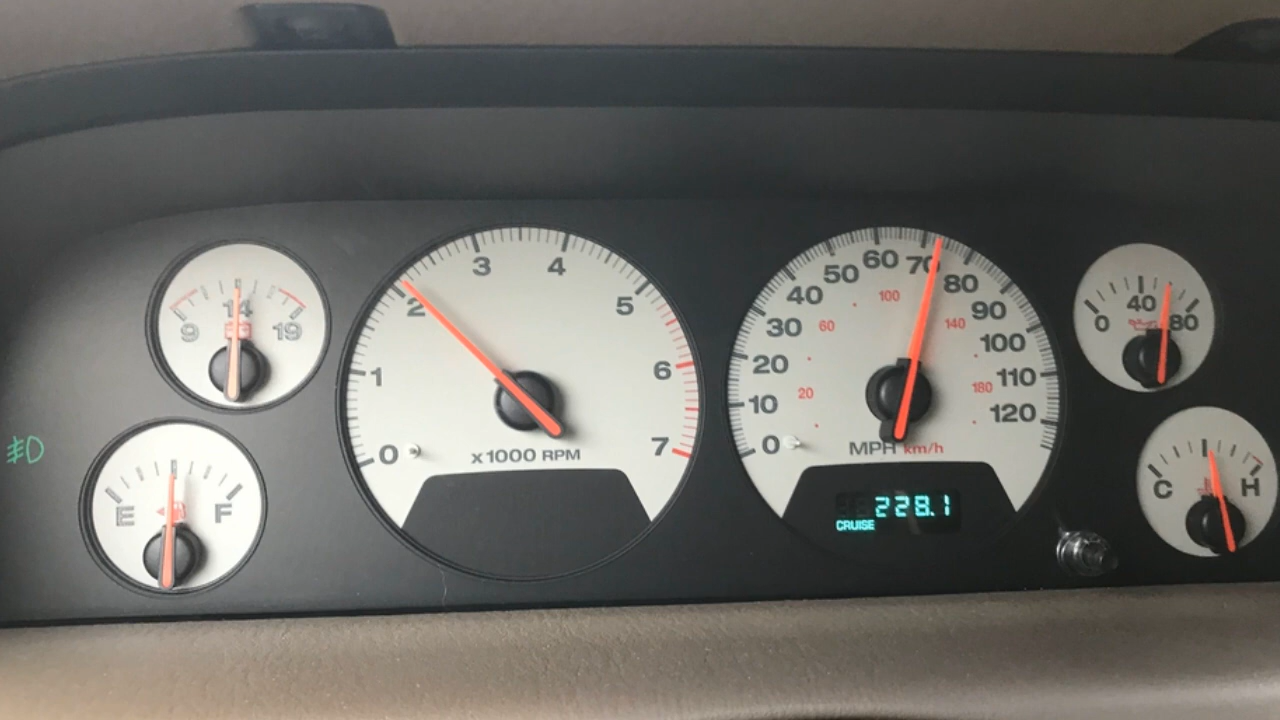 9 14 19
E F
0 1 2 3 4 5 6 7
x1000 RPM
0 10 20 30 40 50 60 70 80 90 100 110 120
20 60 100 140 180
MPH km/h
228.1
CRUISE
0 40 80
C H